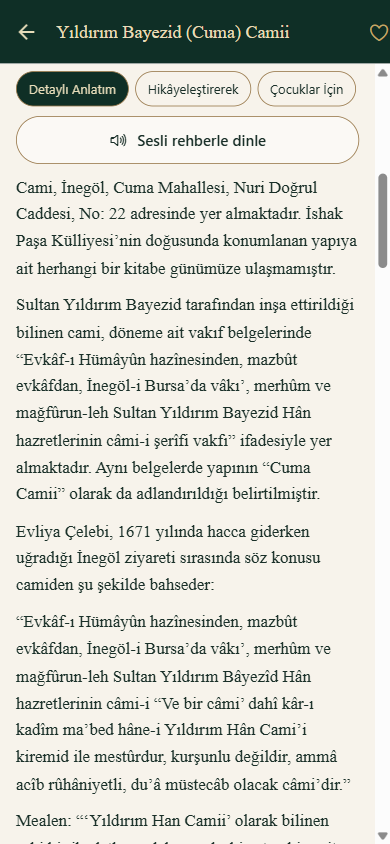 Yıldırım Bayezid (Cuma) Camii
Detaylı Anlatım
Hikâyeleştirerek
Çocuklar İçin
Sesli rehberle dinle
Cami, İnegöl, Cuma Mahallesi, Nuri Doğrul
Caddesi, No: 22 adresinde yer almaktadır. İshak
Paşa Külliyesi’nin doğusunda konumlanan yapıya
ait herhangi bir kitabe günümüze ulaşmamıştır.
Sultan Yıldırım Bayezid tarafından inşa ettirildiği
bilinen cami, döneme ait vakıf belgelerinde
“Evkâf-ı Hümâyûn hazînesinden, mazbût
evkâfdan, İnegöl-i Bursa’da vâkı’, merhûm ve
mağfûrun-leh Sultan Yıldırım Bayezid Hân
hazretlerinin câmi-i şerîfi vakfı” ifadesiyle yer
almaktadır. Aynı belgelerde yapının “Cuma
Camii” olarak da adlandırıldığı belirtilmiştir.
Evliya Çelebi, 1671 yılında hacca giderken
uğradığı İnegöl ziyareti sırasında söz konusu
camiden şu şekilde bahseder:
“Evkâf-ı Hümâyûn hazînesinden, mazbût
evkâfdan, İnegöl-i Bursa’da vâkı’, merhûm ve
mağfûrun-leh Sultan Yıldırım Bâyezîd Hân
hazretlerinin câmi-i “Ve bir câmi’ dahî kâr-ı
kadîm ma’bed hâne-i Yıldırım Hân Cami’i
kiremid ile mestûrdur, kurşunlu değildir, ammâ
acîb rûhâniyetli, du’â müstecâb olacak câmi’dir.”
Mealen: “‘Yıldırım Han Camii’ olarak bilinen